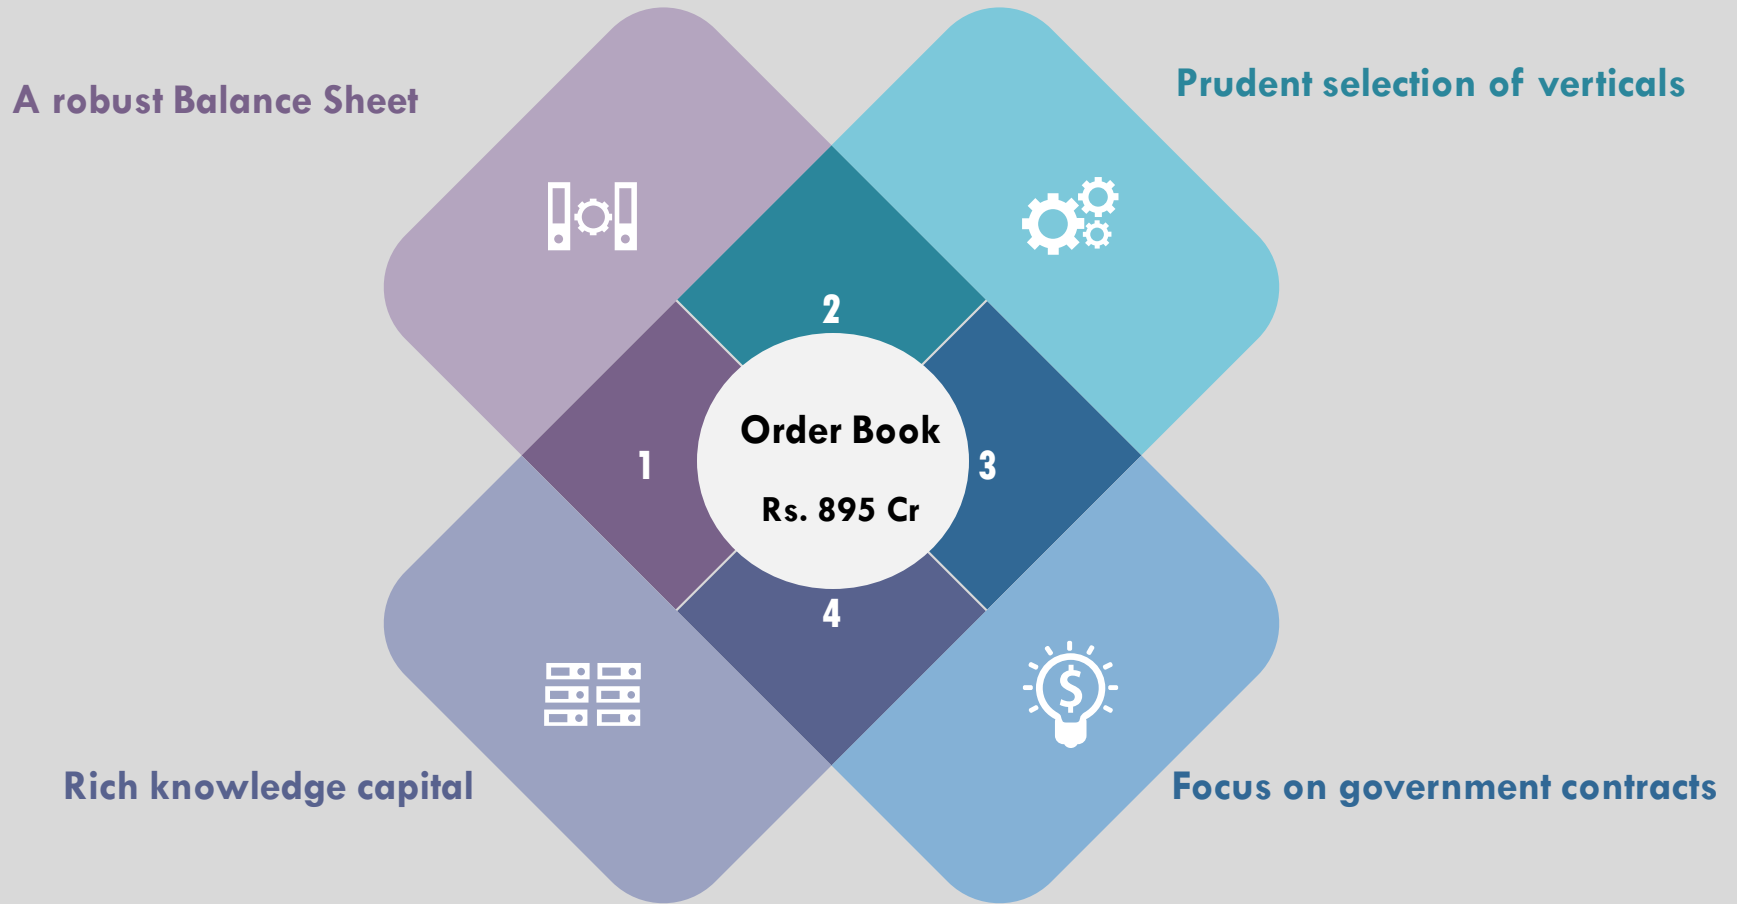 A robust Balance Sheet
Prudent selection of verticals
2
1
Order Book
Rs. 895 Cr
3
4
Rich knowledge capital
Focus on government contracts